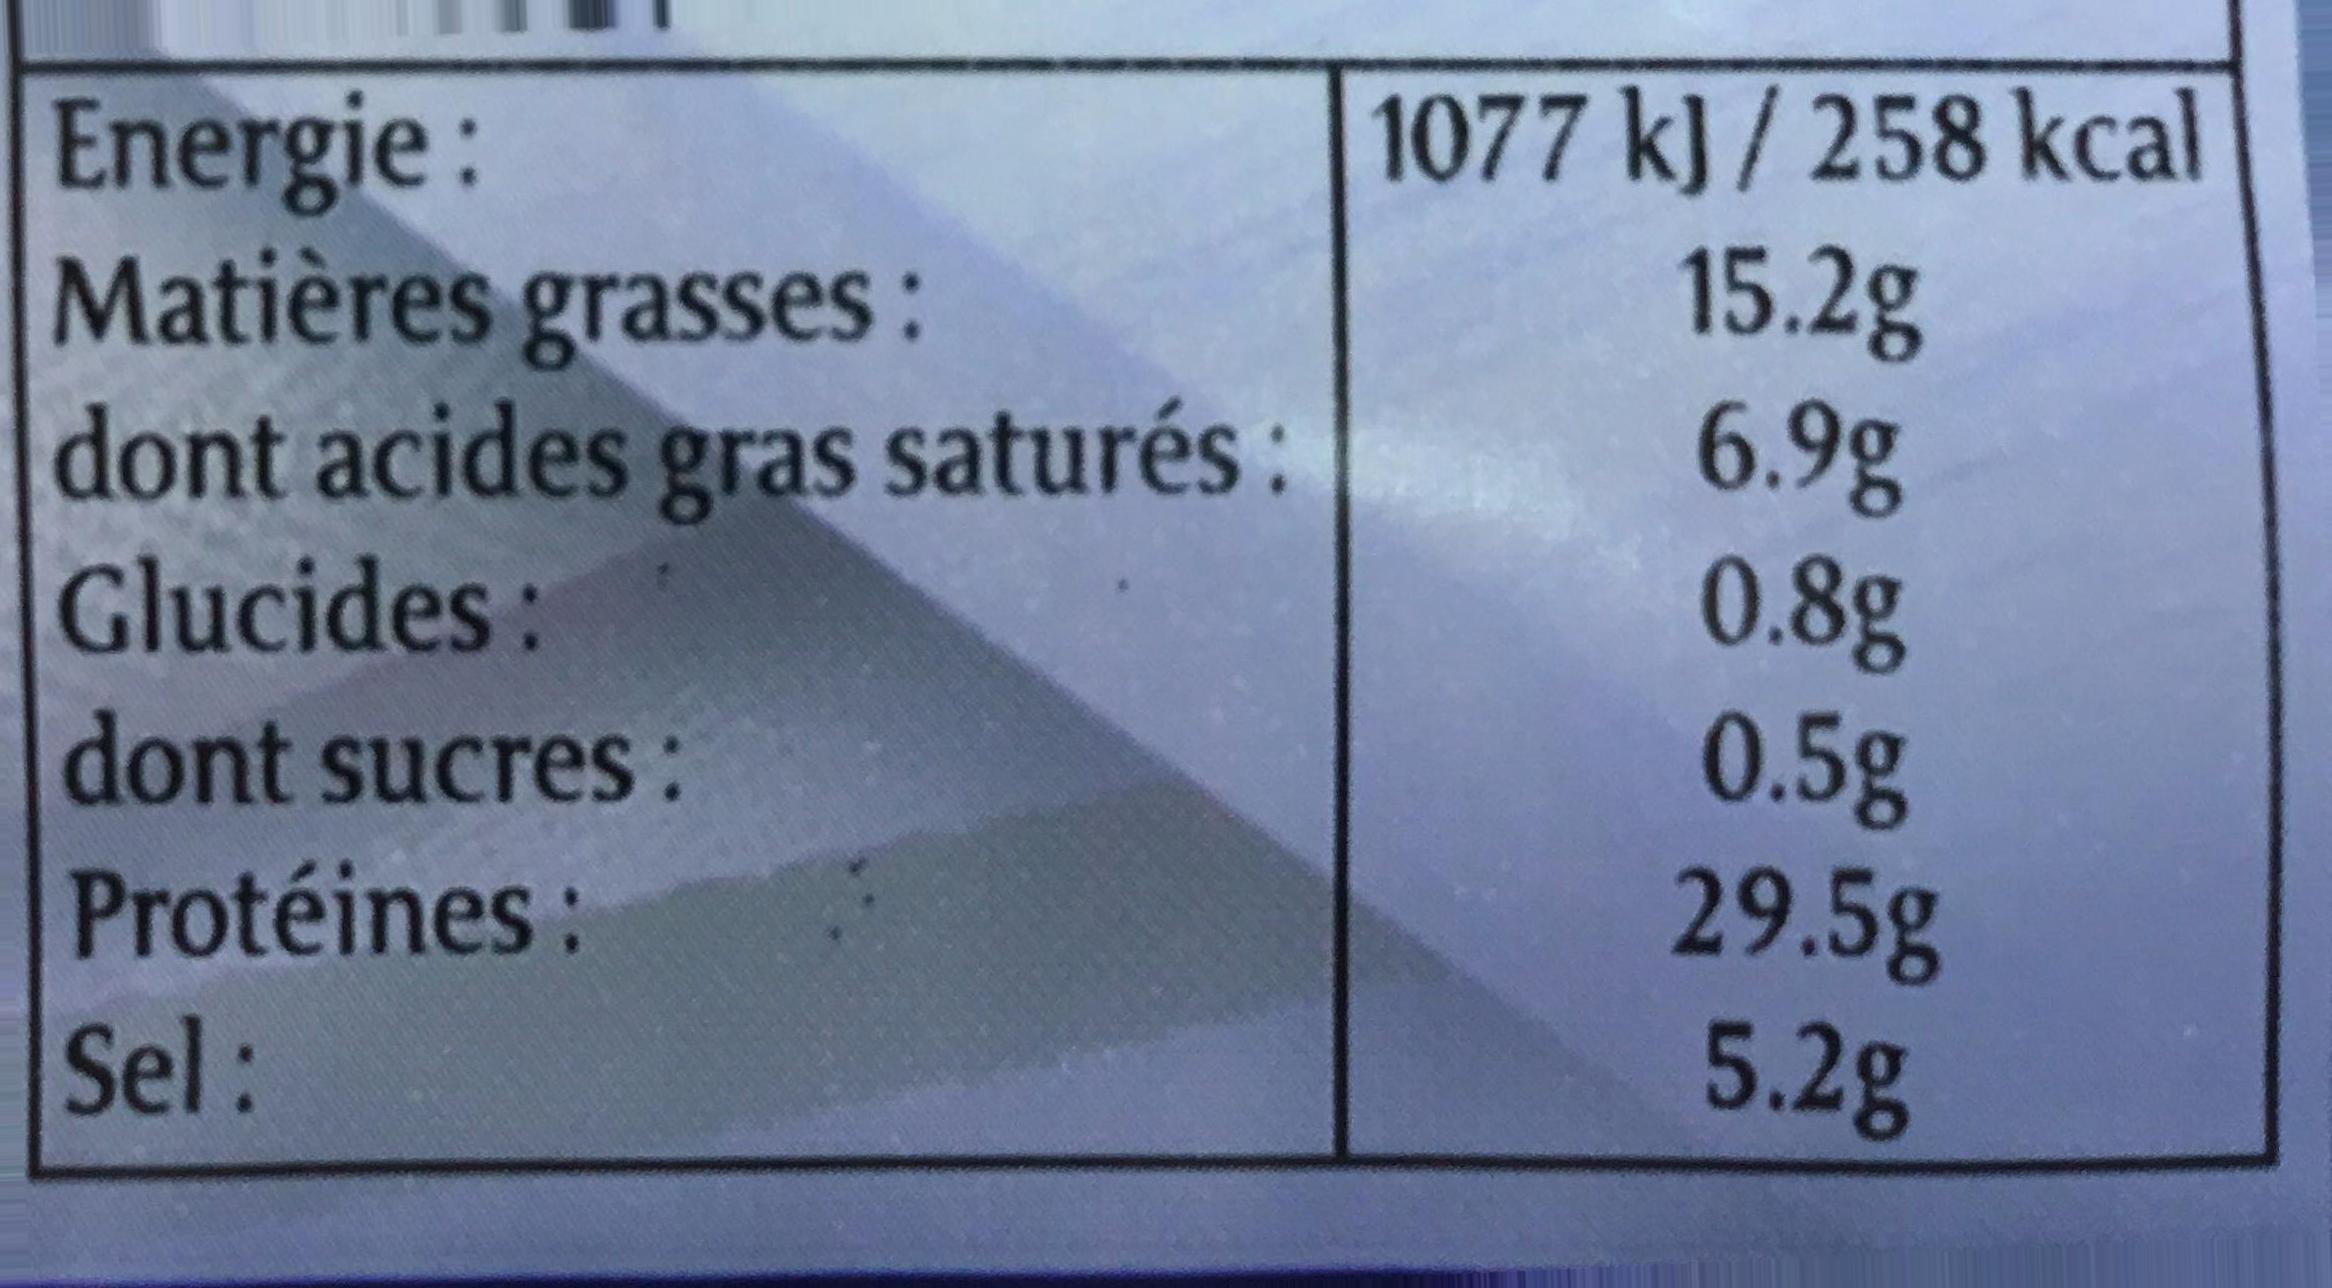 Energie : 1077 kJ / 258 kcal
Matières grasses : 15.2g
dont acides gras saturés : 6.9g
Glucides : 0.8g
dont sucres : 0.5g
Protéines : 29.5g
Sel : 5.2g